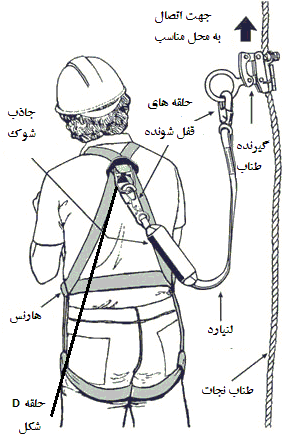 جهت اتصال
به محل مناسب
حلقه های
قفل شونده
جاذب
شوک
گیرنده
طناب
هارنس
لنیارد
حلقه D
شکل
طناب نجات